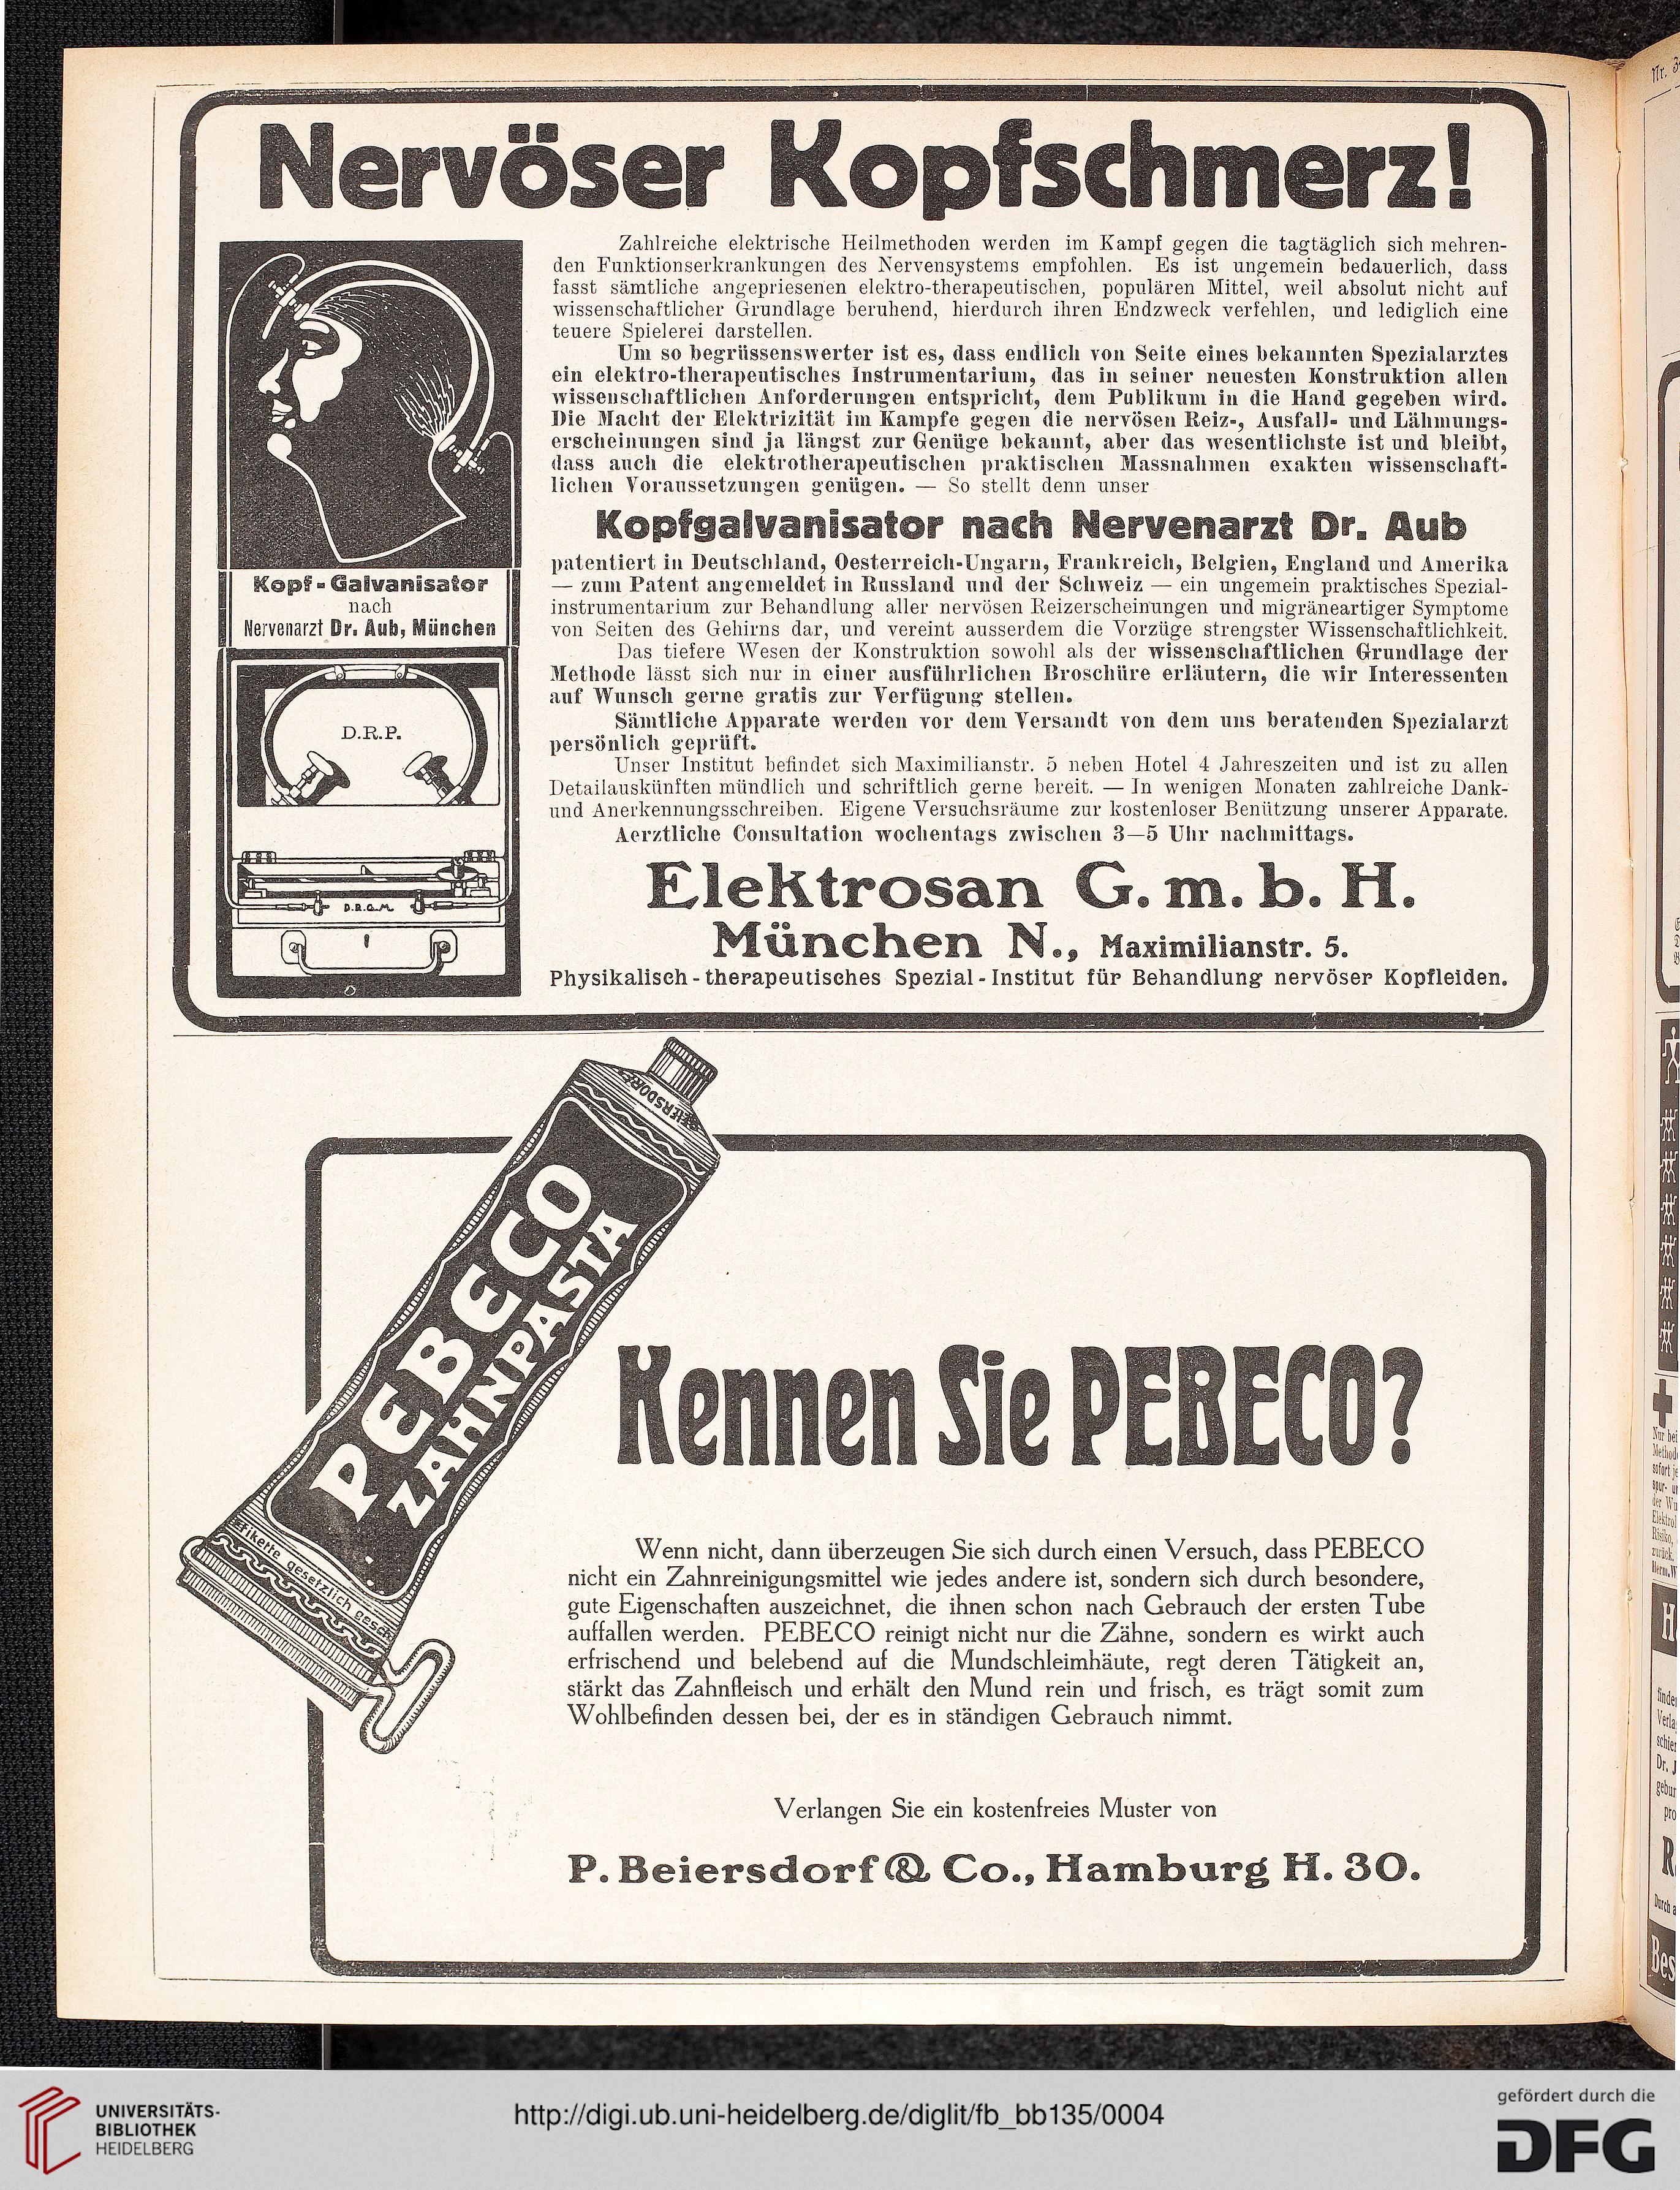 Nervöser Kopfschmerz!
Zahlreiche elektrische Heilmethoden werden im Kampf gegen die tagtäglich sich mehren-
den Funktionserkrankungen des Nervensystems empfohlen. Es ist ungemein bedauerlich, dass
fasst sämtliche angepriesenen elektro-therapeutischen, populären Mittel, weil absolut nicht auf
wissenschaftlicher Grundlage beruhend, hierdurch ihren Endzweck verfehlen, und lediglich eine
teuere Spielerei darstellen.
Um so begrüssenswerter ist es, dass endlich von Seite eines bekannten Spezialarztes
ein elektro-therapeutisches Instrumentarium, das in seiner neuesten Konstruktion allen
wissenschaftlichen Anforderungen entspricht, dem Publikum in die Hand gegeben wird.
Die Macht der Elektrizität im Kampfe gegen die nervösen Reiz-, Ausfall- und Lähmungs-
erscheinungen sind ja längst zur Genüge bekannt, aber das wesentlichste ist und bleibt,
dass auch die elektrotherapeutischen praktischen Massnahmen exakten wissenschaft-
lichen Voraussetzungen genügen. — So stellt denn unser
Kopfgalvanisator nach Nervenarzt Dr. Aub
patentiert in Deutschland, Oesterreich-Ungarn, Frankreich, Belgien, England und Amerika
— zum Patent angemeldet in Russland und der Schweiz — ein ungemein praktisches Spezial-
instrumentarium zur Behandlung aller nervösen Reizerscheinungen und migräneartiger Symptome
von Seiten des Gehirns dar, und vereint ausserdem die Vorzüge strengster Wissenschaftlichkeit.
Das tiefere Wesen der Konstruktion sowohl als der wissenschaftlichen Grundlage der
Methode lässt sich nur in einer ausführlichen Broschüre erläutern, die wir Interessenten
auf Wunsch gerne gratis zur Verfügung stellen.
Sämtliche Apparate werden vor dem Versandt von dem uns beratenden Spezialarzt
persönlich geprüft.
Unser Institut befindet sich Maximilianstr. 5 neben Hotel 4 Jahreszeiten und ist zu allen
Detailauskünften mündlich und schriftlich gerne bereit. — In wenigen Monaten zahlreiche Dank-
und Anerkennungsschreiben. Eigene Versuchsräume zur kostenloser Benützung unserer Apparate.
Aerztliche Consultation wochentags zwischen 3—5 Uhr nachmittags.
Elektrosan G. m. b. H.
München N., Maximilianstr. 5.
Physikalisch-therapeutisches Spezial-Institut für Behandlung nervöser Kopfleiden.
Kopf-Galvanisator
nach
Nervenarzt Dr. Aub, München
D.R.P.
D.R.G.M.
BEIERSDORF
PEBECO
ZAHNPASTA
Etikette gesetzlich gesch.
Kennen Sie PEBECO?
Wenn nicht, dann überzeugen Sie sich durch einen Versuch, dass PEBECO
nicht ein Zahnreinigungsmittel wie jedes andere ist, sondern sich durch besondere,
gute Eigenschaften auszeichnet, die ihnen schon nach Gebrauch der ersten Tube
auffallen werden. PEBECO reinigt nicht nur die Zähne, sondern es wirkt auch
erfrischend und belebend auf die Mundschleimhäute, regt deren Tätigkeit an,
stärkt das Zahnfleisch und erhält den Mund rein und frisch, es trägt somit zum
Wohlbefinden dessen bei, der es in ständigen Gebrauch nimmt.
Verlangen Sie ein kostenfreies Muster von
P. Beiersdorf & Co., Hamburg H. 30.
UNIVERSITÄTS-
BIBLIOTHEK
HEIDELBERG
http://digi.ub.uni-heidelberg.de/diglit/fb_bb135/0004
gefördert durch die
DFG